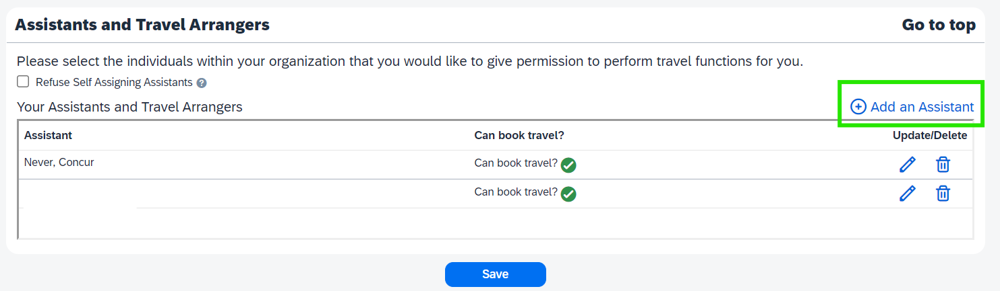 Assistants and Travel Arrangers Go to top
Please select the individuals within your organization that you would like to give permission to perform travel functions for you.
Refuse Self Assigning Assistants ?
Your Assistants and Travel Arrangers Add an Assistant
Assistant Can book travel? Update/Delete
Never, Concur Can book travel?
Can book travel?
Save